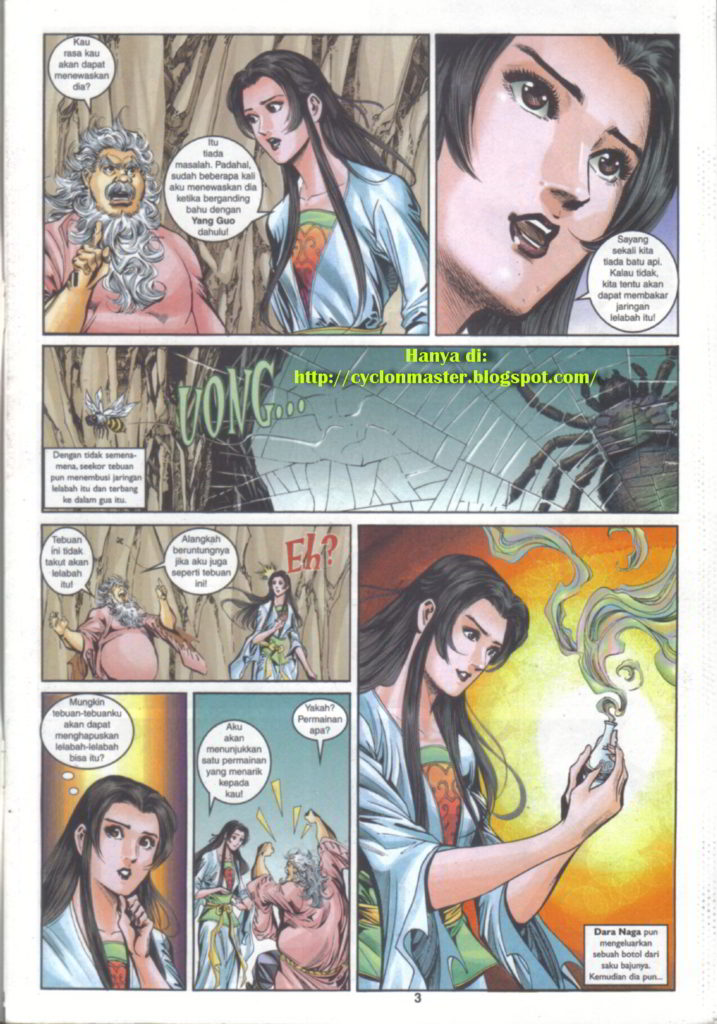 Kau
rasa kau
akan dapat
menewaskan
dia?
Itu
tiada
masalah. Padahal,
sudah beberapa kali
aku menewaskan dia
ketika berganding
bahu dengan
Yang Guo
dahulu!
Sayang
sekali kita
tiada batu api.
Kalau tidak,
kita tentu akan
dapat membakar
jaringan
lelabah itu!
Hanya di:
http://cyclonmaster.blogspot.com/
UONG...
Dengan tidak semena-
mena, seekor tebuan
pun menembusi jaringan
lelabah itu dan terbang
ke dalam gua itu.
Tebuan
ini tidak
takut akan
lelabah
itu!
Alangkah
beruntungnya
jika aku juga
seperti tebuan
ini!
Eh?
Mungkin
tebuan-tebuanku
akan dapat
menghapuskan
lelabah-lelabah
bisa itu?
Aku
akan
menunjukkan
satu permainan
yang menarik
kepada
kau!
Yakah?
Permainan
apa?
Dara Naga pun
mengeluarkan
sebuah botol dari
saku bajunya.
Kemudian dia pun...
3